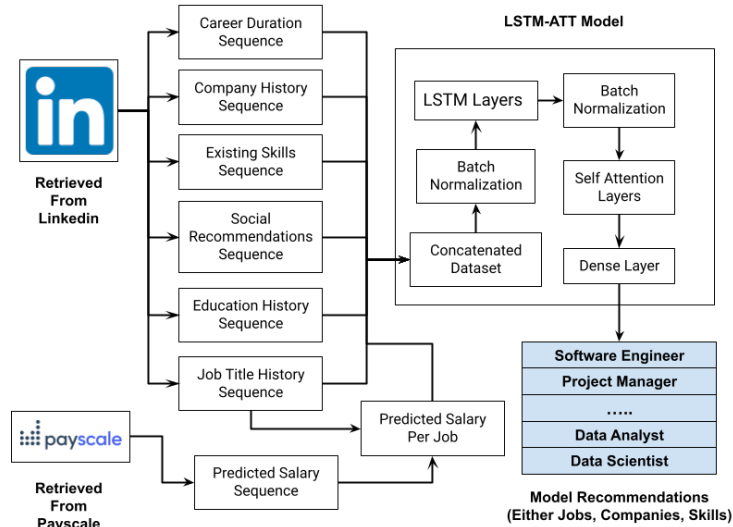 Career Duration
Sequence
LSTM-ATT Model
in
Company History
Sequence
LSTM Layers
Batch
Normalization
Existing Skills
Sequence
Batch
Normalization
Self Attention
Layers
Retrieved
From
Linkedin
Social
Recommendations
Sequence
Concatenated
Dataset
Dense Layer
Education History
Sequence
Job Title History
Sequence
Software Engineer
Project Manager
.....
Data Analyst
Data Scientist
payscale
Predicted Salary
Per Job
Predicted Salary
Sequence
Retrieved
From
Payscale
Model Recommendations
(Either Jobs, Companies, Skills)